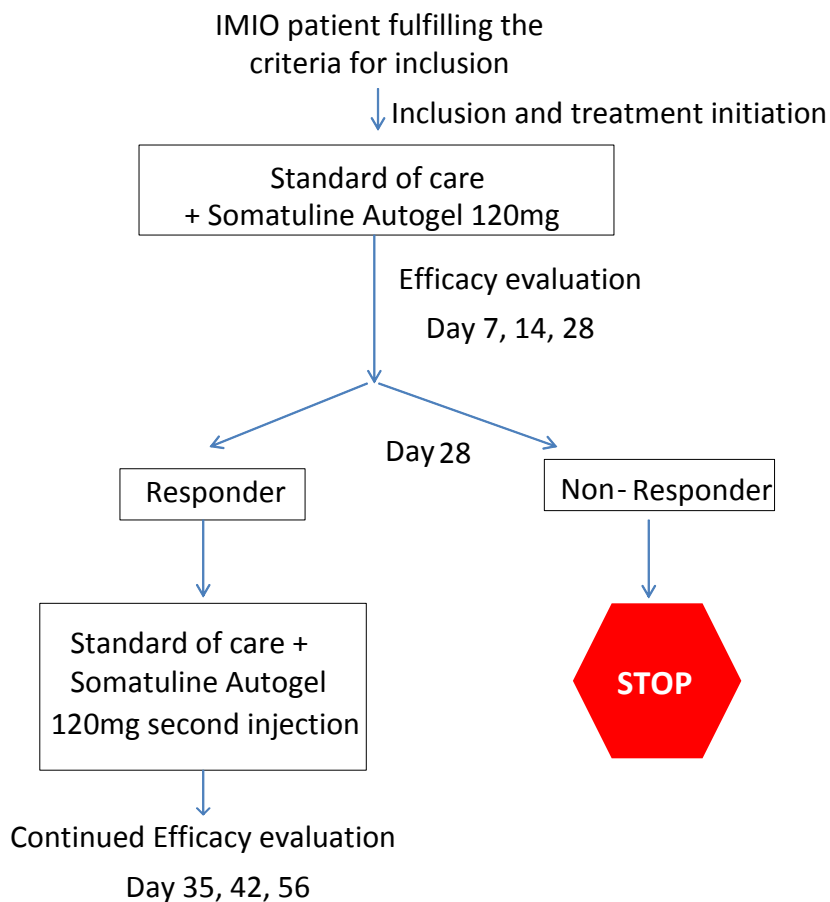 IMIO patient fulfilling the
criteria for inclusion
Inclusion and treatment initiation
Standard of care
+ Somatuline Autogel 120mg
Efficacy evaluation
Day 7, 14, 28
Day 28
Responder
Non-Responder
Standard of care +
Somatuline Autogel
120mg second injection
STOP
Continued Efficacy evaluation
Day 35, 42, 56